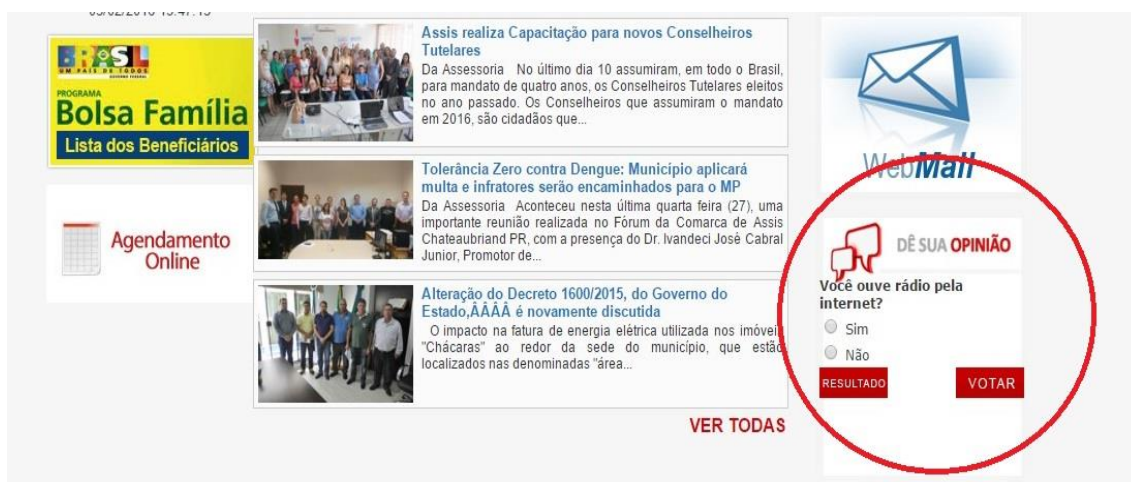 BRASIL
UM PAÍS DE TODOS
GOVERNO FEDERAL
PROGRAMA
Bolsa Família
Lista dos Beneficiários
Agendamento
Online
Assis realiza Capacitação para novos Conselheiros
Tutelares
Da Assessoria No último dia 10 assumiram, em todo o Brasil,
para mandato de quatro anos, os Conselheiros Tutelares eleitos
no ano passado. Os Conselheiros que assumiram o mandato
em 2016, são cidadãos que...
Tolerância Zero contra Dengue: Município aplicará
multa e infratores serão encaminhados para o MP
Da Assessoria Aconteceu nesta última quarta feira (27), uma
importante reunião realizada no Fórum da Comarca de Assis
Chateaubriand PR, com a presença do Dr. Ivandeci José Cabral
Junior, Promotor de...
Alteração do Decreto 1600/2015, do Governo do
Estado,ÂÂÂÂ é novamente discutida
O impacto na fatura de energia elétrica utilizada nos imóveis
"Chácaras" ao redor da sede do município, que estão
localizados nas denominadas "área...
VER TODAS
WebMail
DÊ SUA OPINIÃO
Você ouve rádio pela
internet?
Sim
Não
RESULTADO
VOTAR